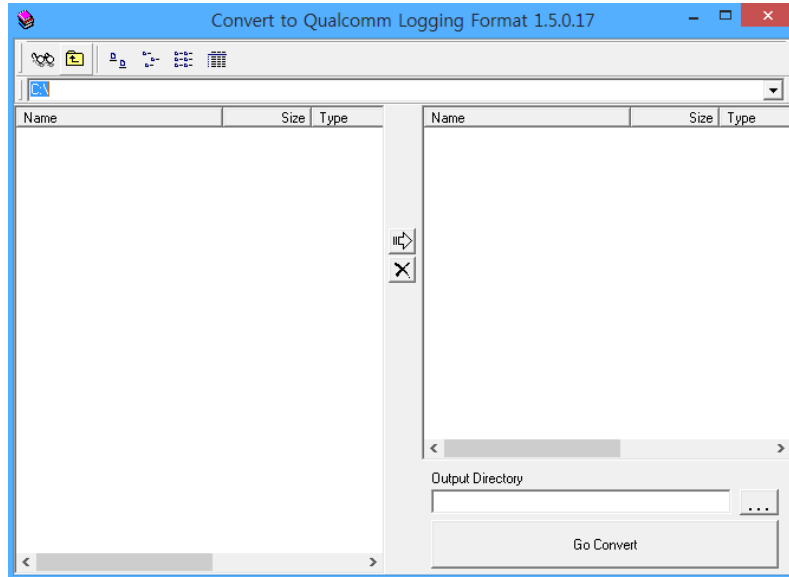 Convert to Qualcomm Logging Format 1.5.0.17
C:\
Name Size Type
Name Size Type
Output Directory
...
Go Convert